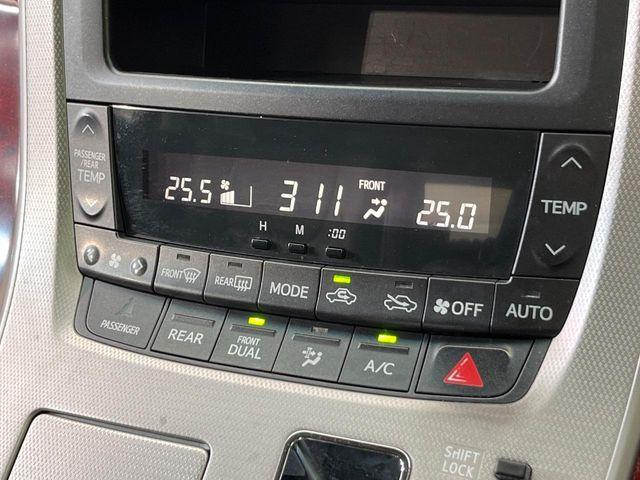 PASSENGER
/REAR
TEMP
25.5 311 FRONT 25.0
TEMP
H M :00
FRONT REAR MODE OFF AUTO
PASSENGER REAR FRONT
DUAL A/C
SHIFT
LOCK